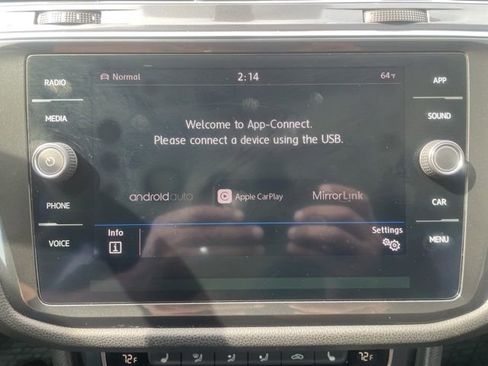 Normal 2:14 64°F
RADIO
MEDIA
PHONE
VOICE
Welcome to App-Connect.
Please connect a device using the USB.
androidauto Apple CarPlay MirrorLink
Info Settings
APP
SOUND
CAR
MENU
72°F 72°F